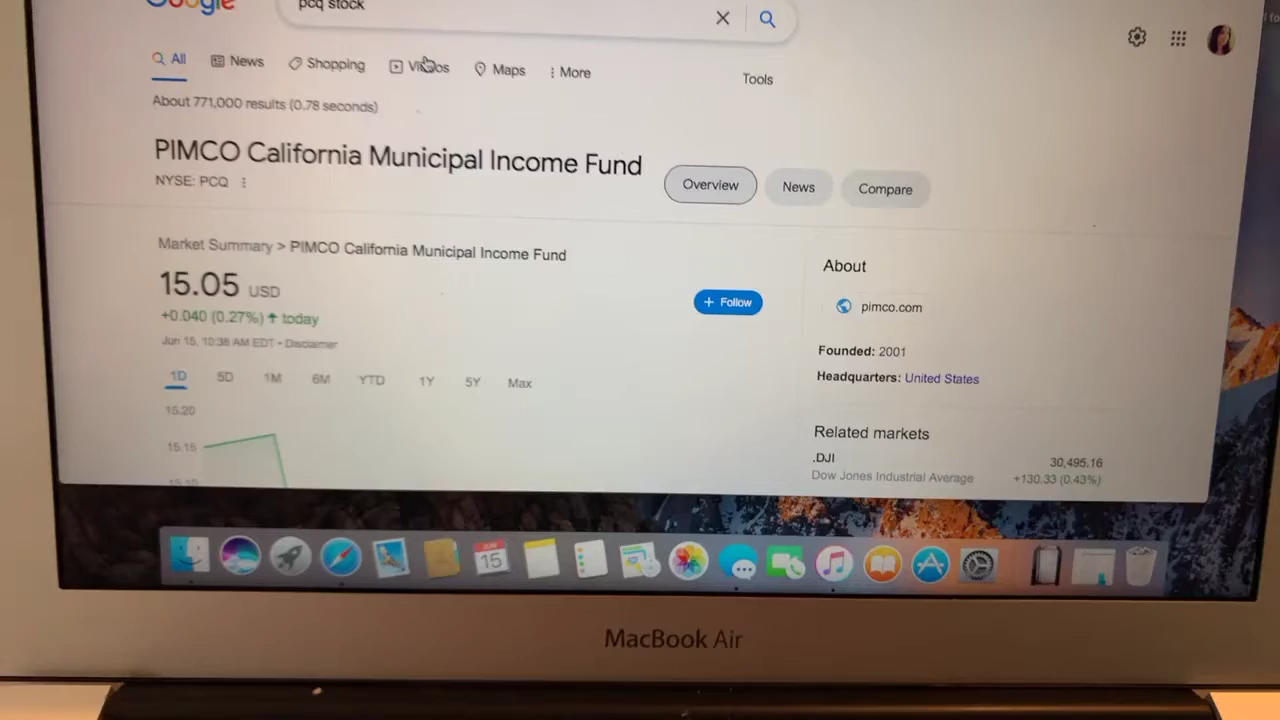 Google
pcq stock
All News Shopping Videos Maps More
Tools
About 771,000 results (0.78 seconds)
PIMCO California Municipal Income Fund
NYSE: PCQ
Overview News Compare
Market Summary > PIMCO California Municipal Income Fund
15.05 USD
+0.040 (0.27%) today
Jun 15, 10:38 AM EDT • Disclaimer
+ Follow
1D 5D 1M 6M YTD 1Y 5Y Max
15.20
15.15
About
pimco.com
Founded: 2001
Headquarters: United States
Related markets
.DJI 30,495.16
Dow Jones Industrial Average +130.33 (0.43%)
15
MacBook Air